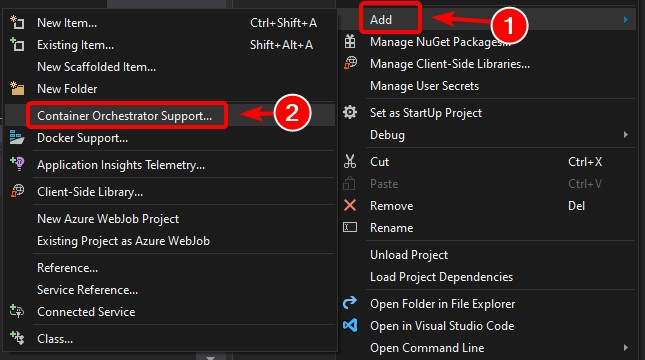 New Item... Ctrl+Shift+A
Existing Item... Shift+Alt+A
New Scaffolded Item...
New Folder
Container Orchestrator Support...
2
Docker Support...
Application Insights Telemetry...
Client-Side Library...
New Azure WebJob Project
Existing Project as Azure WebJob
Reference...
Service Reference...
Connected Service
Class...
Add
1
Manage NuGet Packages...
Manage Client-Side Libraries...
Manage User Secrets
Set as StartUp Project
Debug
Cut Ctrl+X
Paste Ctrl+V
Remove Del
Rename
Unload Project
Load Project Dependencies
Open Folder in File Explorer
Open in Visual Studio Code
Open Command Line